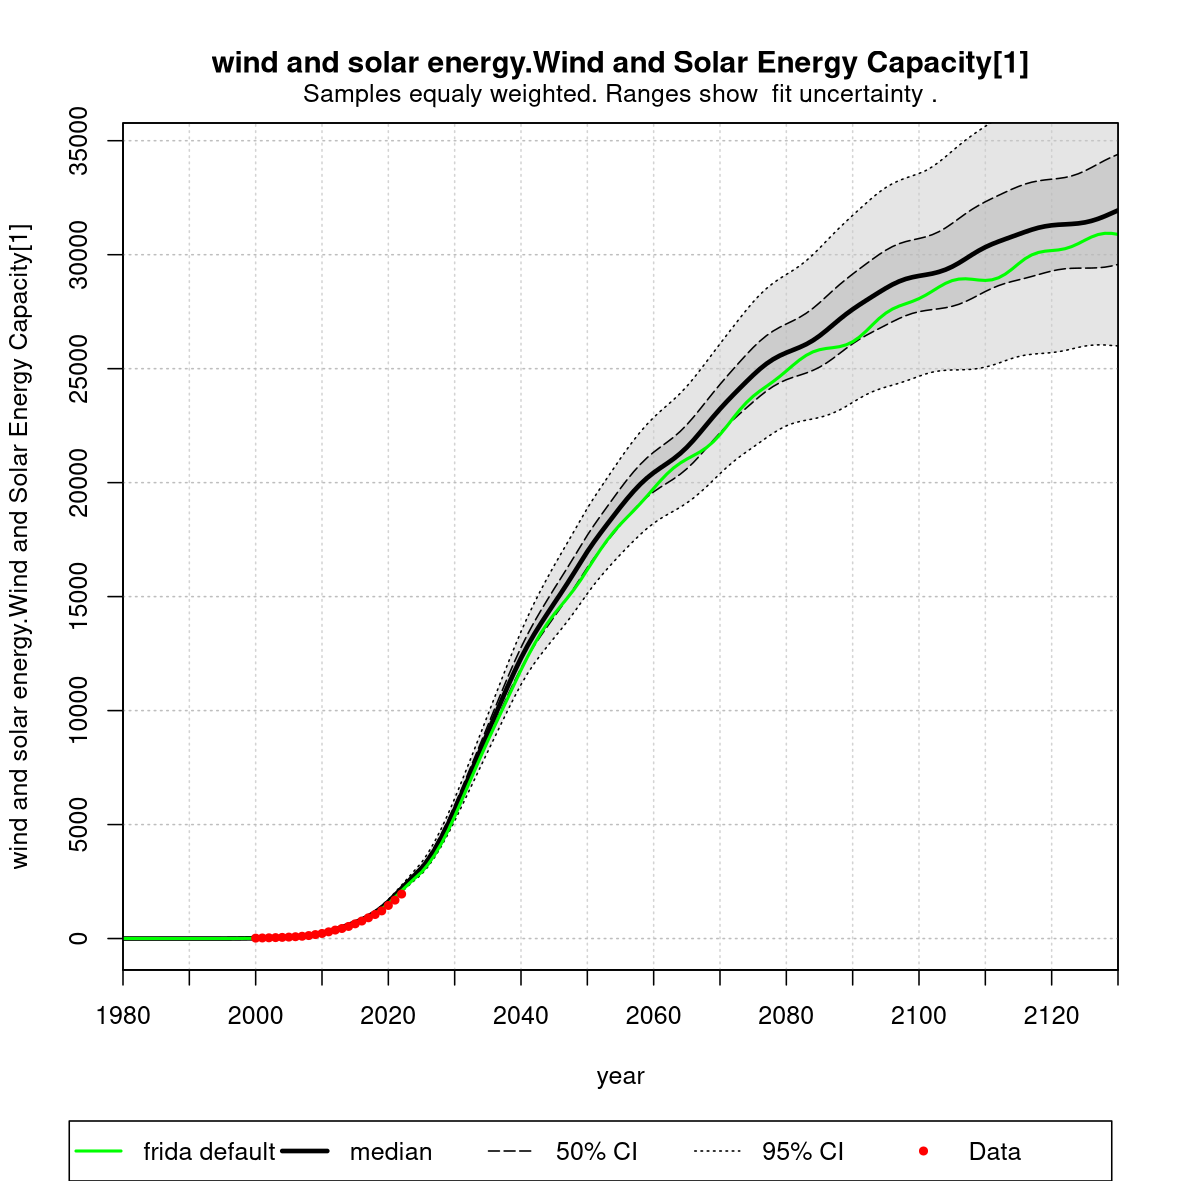 wind and solar energy.Wind and Solar Energy Capacity[1]
Samples equaly weighted. Ranges show  fit uncertainty .
wind and solar energy.Wind and Solar Energy Capacity[1]
35000
30000
25000
20000
15000
10000
5000
0
1980 2000 2020 2040 2060 2080 2100 2120
year
frida default median 50% CI 95% CI Data